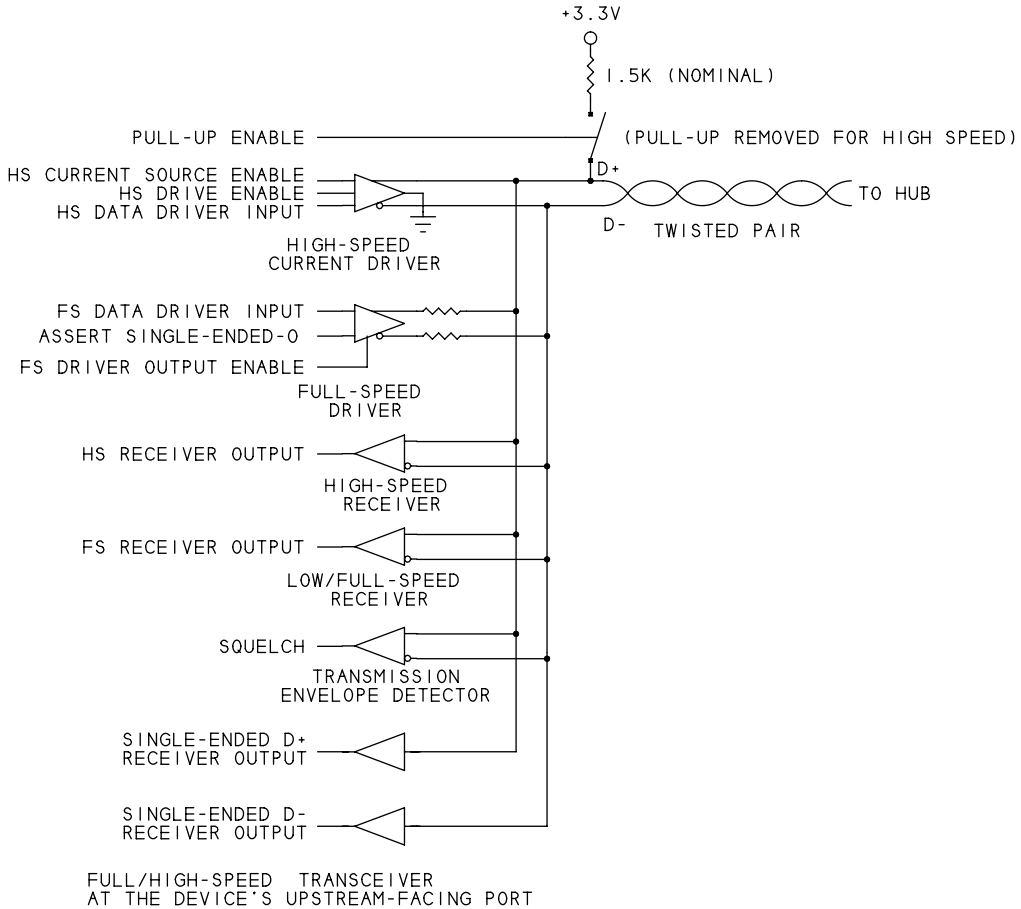 +3.3V
1.5K (NOMINAL)
PULL-UP ENABLE
(PULL-UP REMOVED FOR HIGH SPEED)
D+
HS CURRENT SOURCE ENABLE
HS DRIVE ENABLE
TO HUB
HS DATA DRIVER INPUT
D-
TWISTED PAIR
HIGH-SPEED
CURRENT DRIVER
FS DATA DRIVER INPUT
ASSERT SINGLE-ENDED-0
FS DRIVER OUTPUT ENABLE
FULL-SPEED
DRIVER
HS RECEIVER OUTPUT
HIGH-SPEED
RECEIVER
FS RECEIVER OUTPUT
LOW/FULL-SPEED
RECEIVER
SQUELCH
TRANSMISSION
ENVELOPE DETECTOR
SINGLE-ENDED D+
RECEIVER OUTPUT
SINGLE-ENDED D-
RECEIVER OUTPUT
FULL/HIGH-SPEED TRANSCEIVER
AT THE DEVICE'S UPSTREAM-FACING PORT